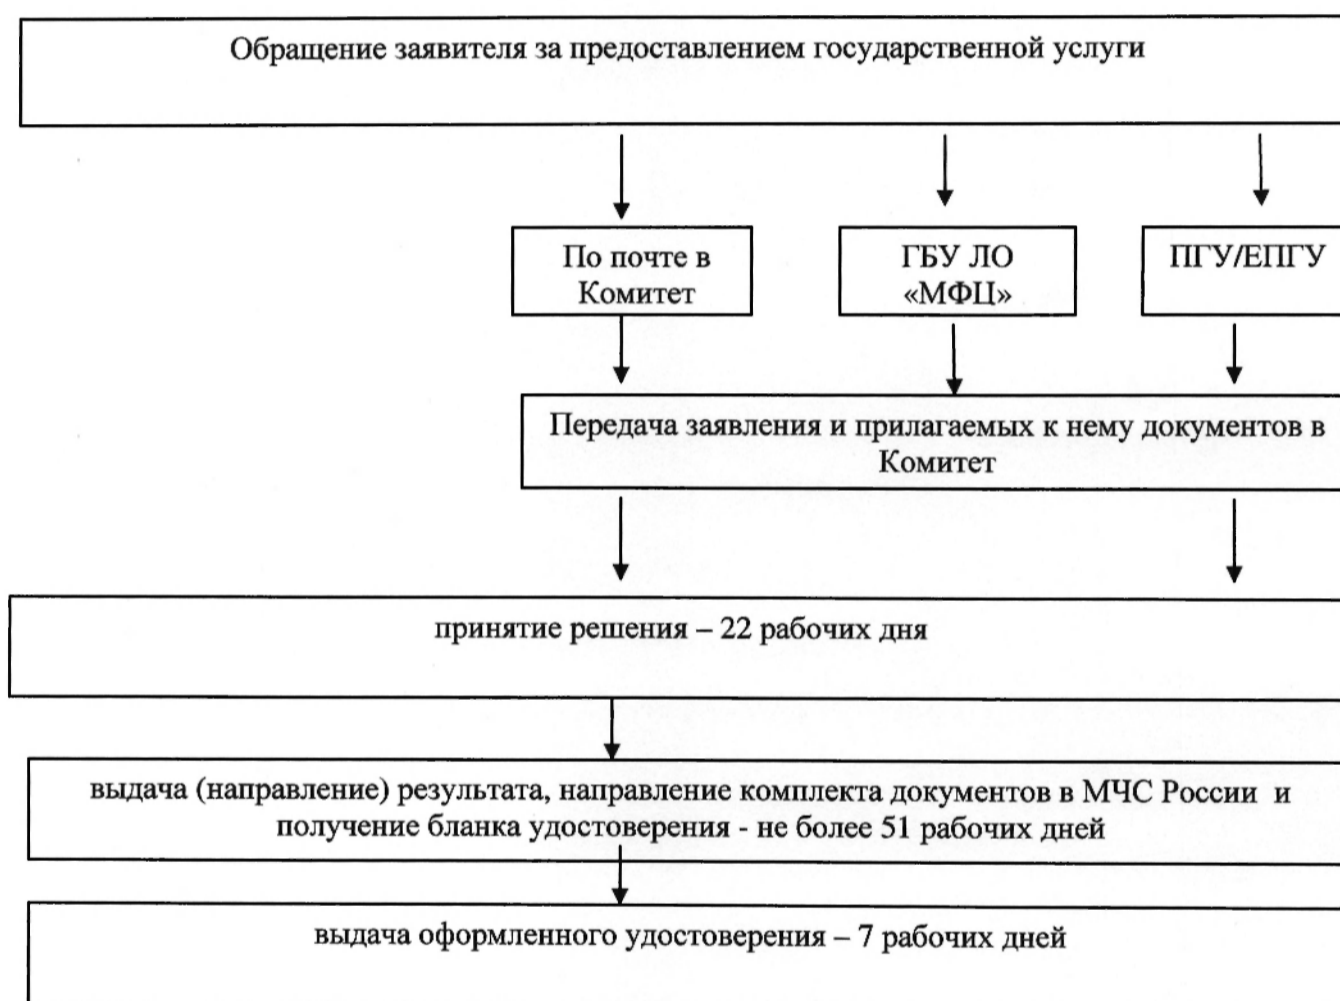 Обращение заявителя за предоставлением государственной услуги
По почте в
Комитет
ГБУ ЛО
«МФЦ»
ПГУ/ЕПГУ
Передача заявления и прилагаемых к нему документов в
Комитет
принятие решения – 22 рабочих дня
выдача (направление) результата, направление комплекта документов в МЧС России и
получение бланка удостоверения - не более 51 рабочих дней
выдача оформленного удостоверения – 7 рабочих дней